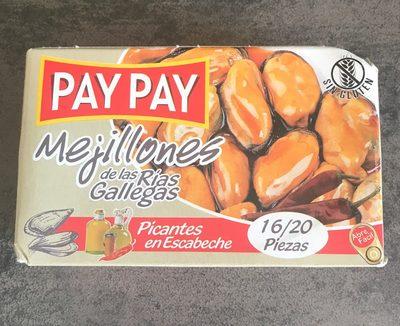 PAY PAY
SIN GLUTEN
Mejillones
de las Rías
Gallegas
Picantes
en Escabeche
16/20
Piezas
Abre
Fácil